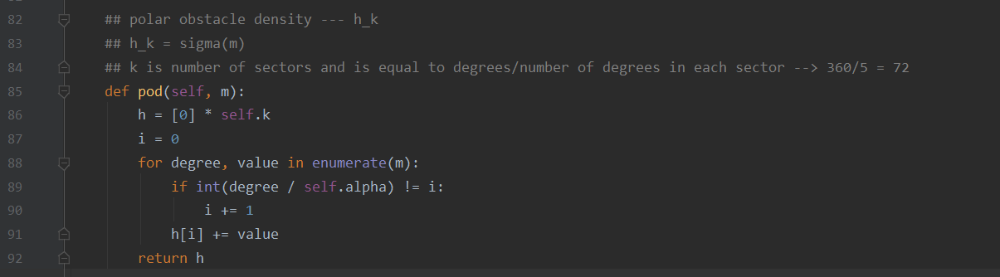 82 ## polar obstacle density --- h_k
83 ## h_k = sigma(m)
84 ## k is number of sectors and is equal to degrees/number of degrees in each sector --> 360/5 = 72
85 def pod(self, m):
86 h = [0] * self.k
87 i = 0
88 for degree, value in enumerate(m):
89 if int(degree / self.alpha) != i:
90 i += 1
91 h[i] += value
92 return h